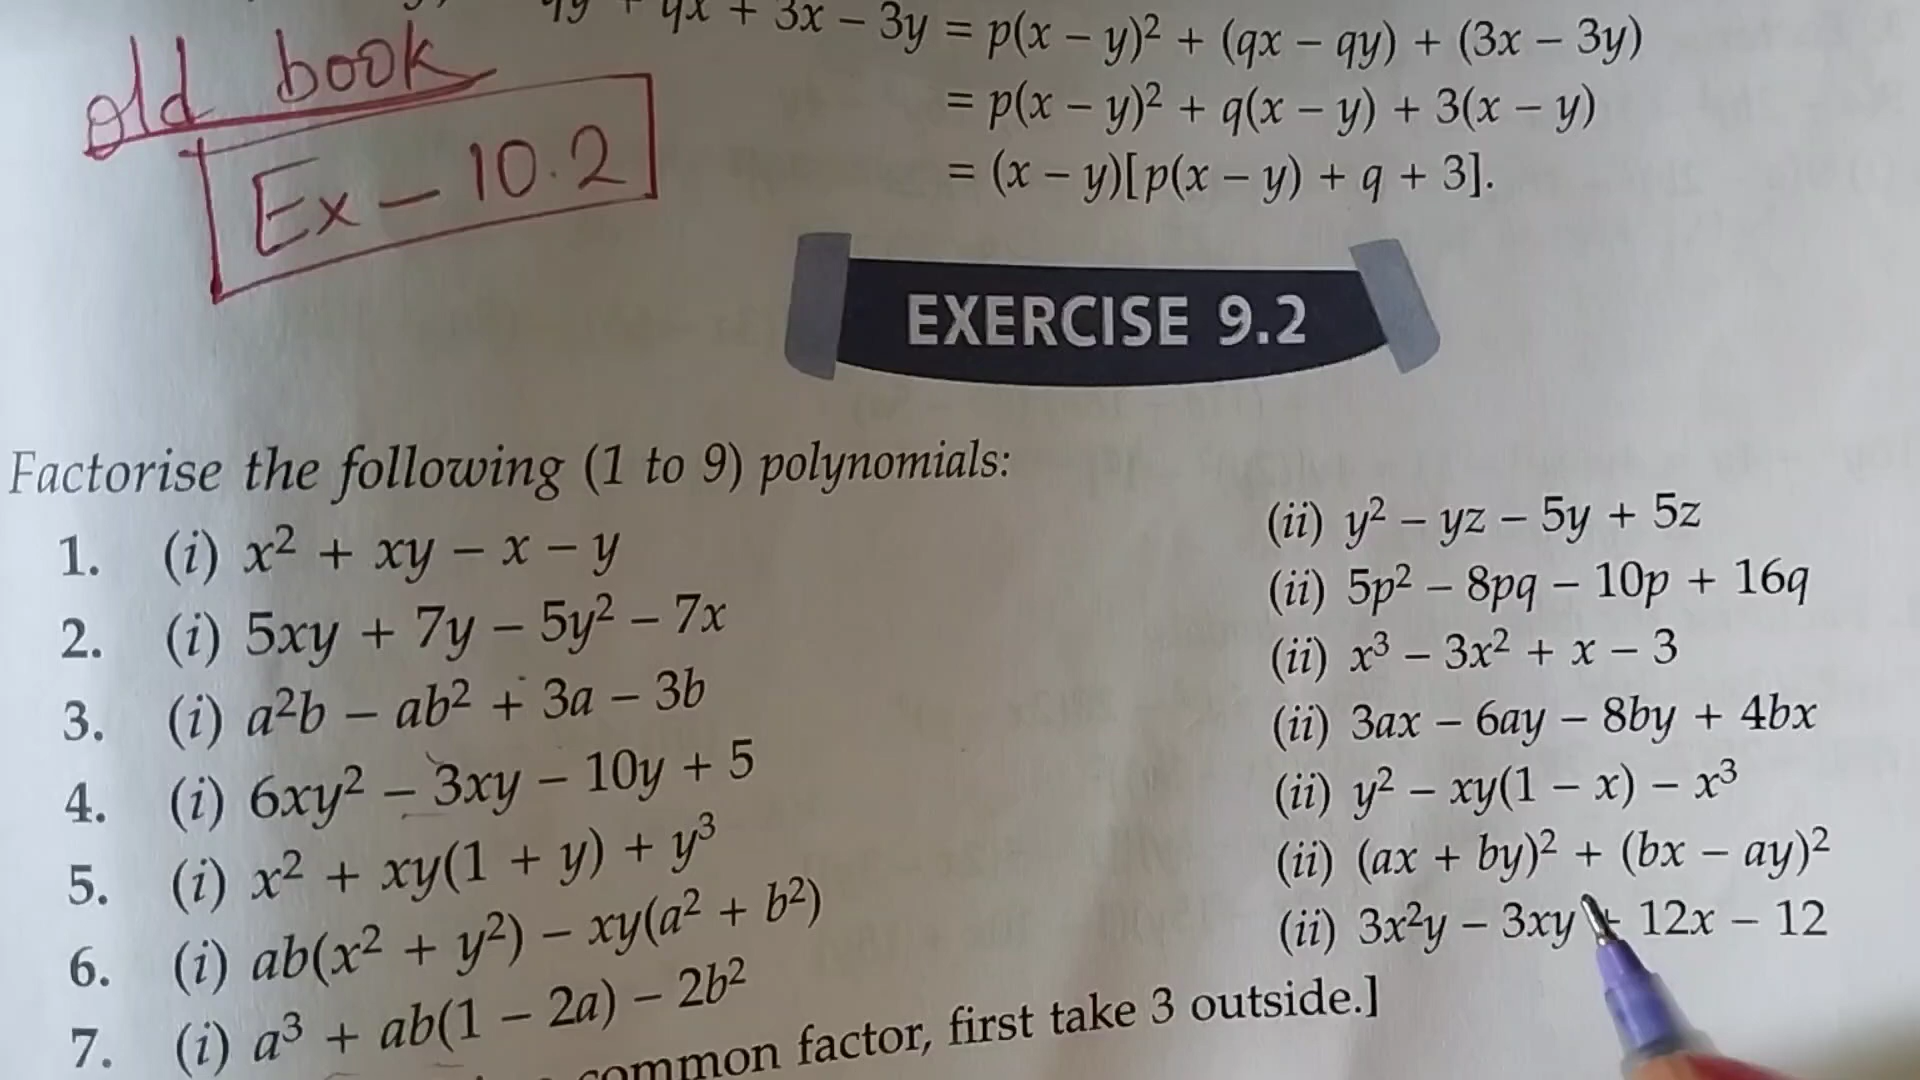 qy + qx + 3x – 3y = p(x – y)² + (qx – qy) + (3x – 3y)
= p(x – y)² + q(x – y) + 3(x – y)
= (x – y)[p(x – y) + q + 3].
old book
Ex – 10.2
EXERCISE 9.2
Factorise the following (1 to 9) polynomials:
1. (i) x² + xy – x – y (ii) y² – yz – 5y + 5z
2. (i) 5xy + 7y – 5y² – 7x (ii) 5p² – 8pq – 10p + 16q
3. (i) a²b – ab² + 3a – 3b (ii) x³ – 3x² + x – 3
4. (i) 6xy² – 3xy – 10y + 5 (ii) 3ax – 6ay – 8by + 4bx
5. (i) x² + xy(1 + y) + y³ (ii) y² – xy(1 – x) – x³
6. (i) ab(x² + y²) – xy(a² + b²) (ii) (ax + by)² + (bx – ay)²
7. (i) a³ + ab(1 – 2a) – 2b² (ii) 3x²y – 3xy + 12x – 12
common factor, first take 3 outside.]